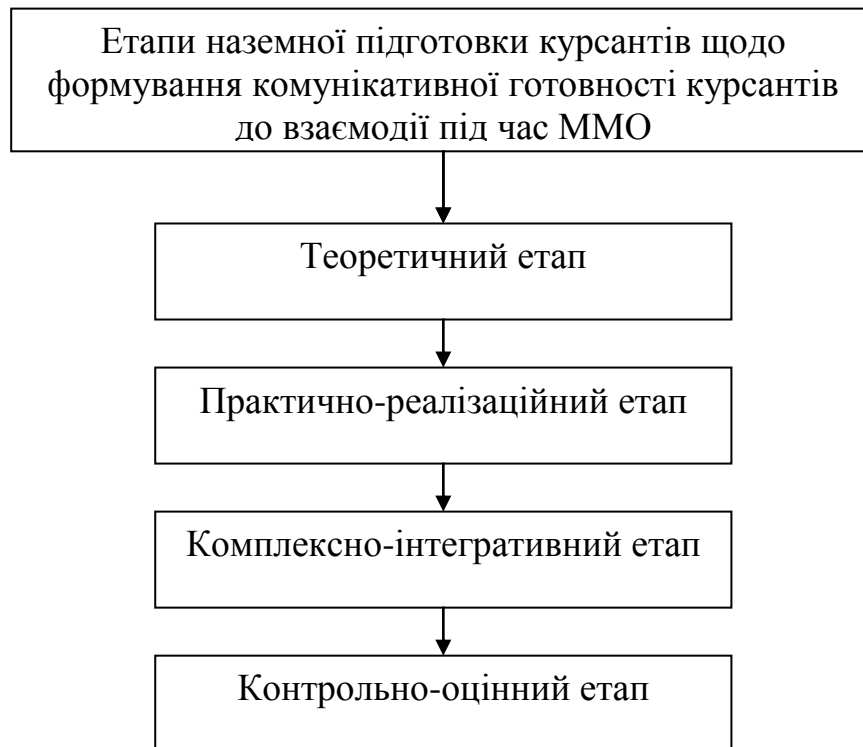 Етапи наземної підготовки курсантів щодо
формування комунікативної готовності курсантів
до взаємодії під час ММО
Теоретичний етап
Практично-реалізаційний етап
Комплексно-інтегративний етап
Контрольно-оцінний етап